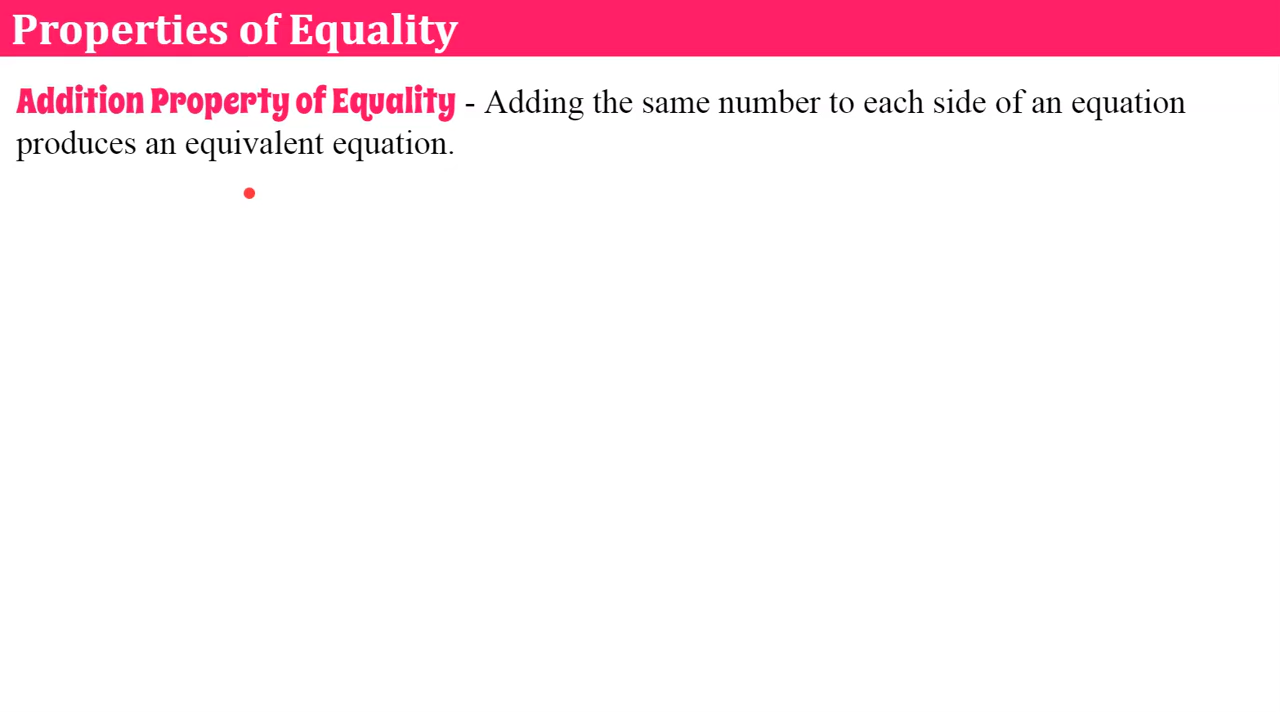 Properties of Equality
Addition Property of Equality - Adding the same number to each side of an equation
produces an equivalent equation.